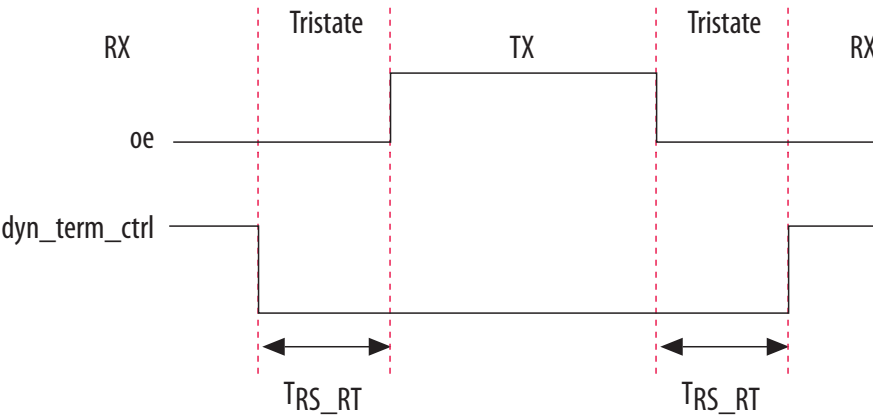 Tristate
Tristate
RX
TX
RX
oe
dyn_term_ctrl
TRS_RT
TRS_RT